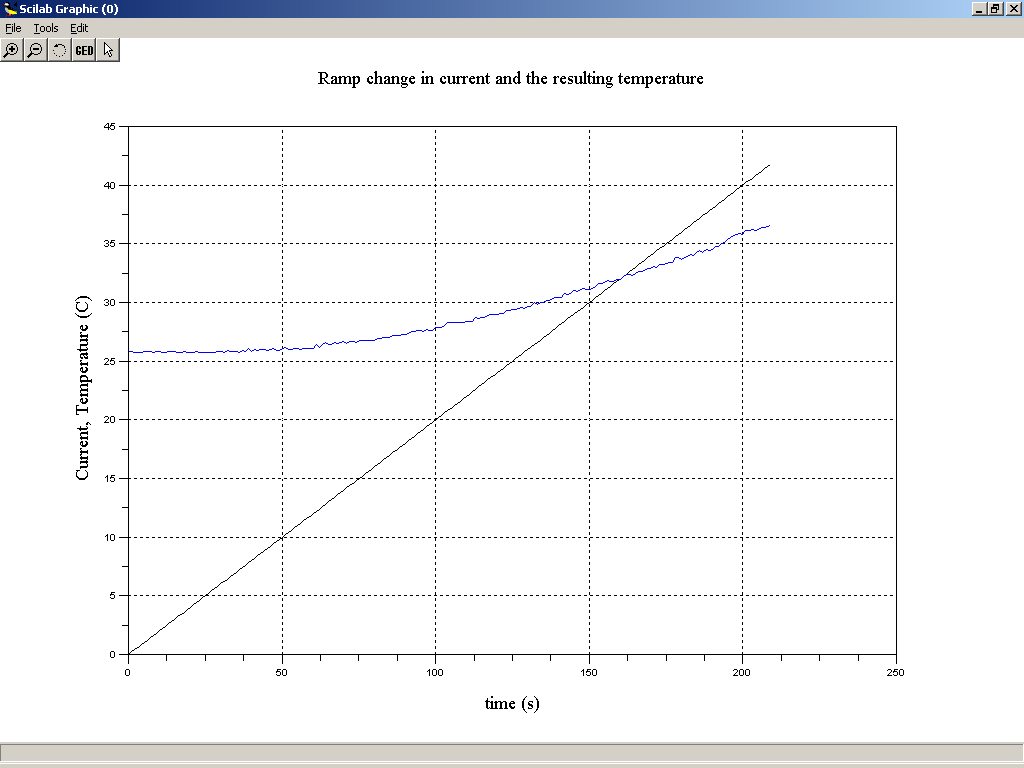 Scilab Graphic (0)
File Tools Edit
GED
Ramp change in current and the resulting temperature
45
40
35
30
25
20
15
10
5
0
Current, Temperature (C)
0 50 100 150 200 250
time (s)